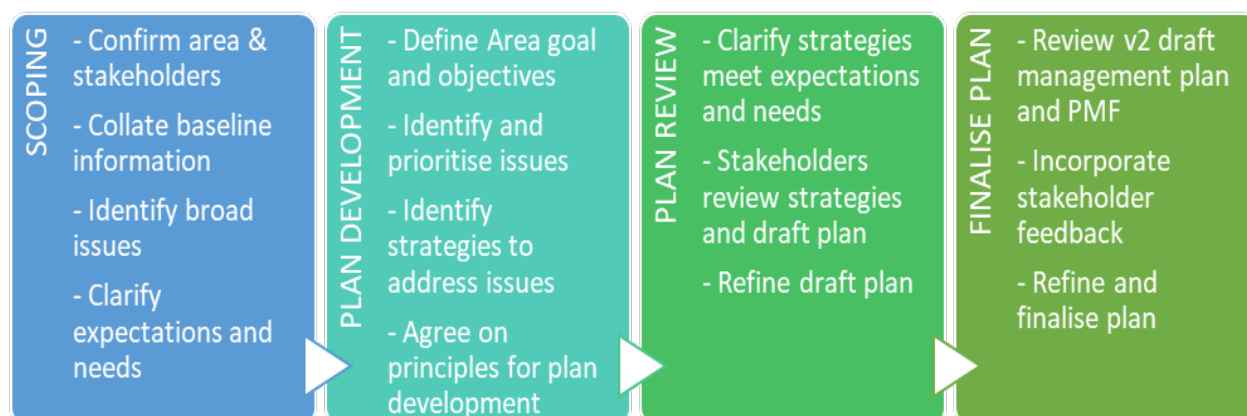 SCOPING
- Confirm area &
stakeholders
- Collate baseline
information
- Identify broad
issues
- Clarify
expectations and
needs
PLAN DEVELOPMENT
- Define Area goal
and objectives
- Identify and
prioritise issues
- Identify
strategies to
address issues
- Agree on
principles for plan
development
PLAN REVIEW
- Clarify strategies
meet expectations
and needs
- Stakeholders
review strategies
and draft plan
- Refine draft plan
FINALISE PLAN
- Review v2 draft
management plan
and PMF
- Incorporate
stakeholder
feedback
- Refine and
finalise plan